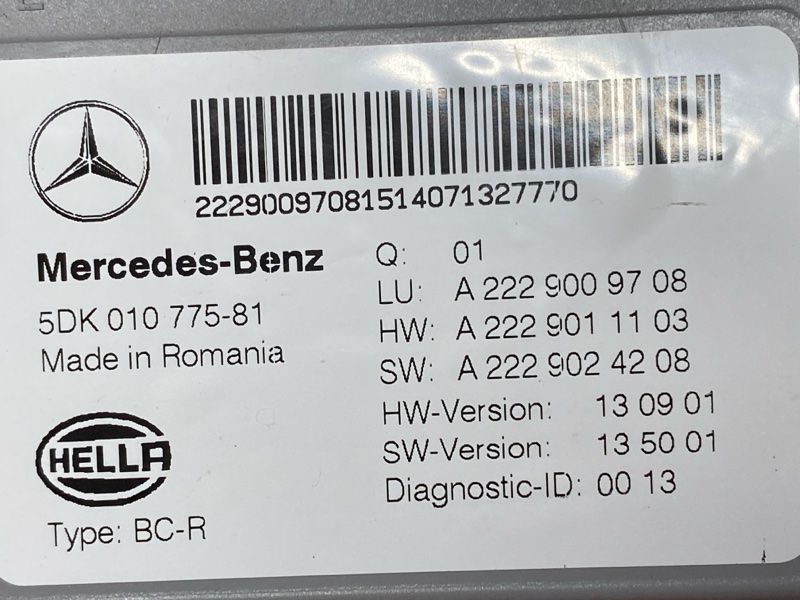 2229009708151407132​7770
Mercedes-Benz
5DK 010 775-81
Made in Romania
HELLA
Type: BC-R
Q: 01
LU: A 222 900 97 08
HW: A 222 901 11 03
SW: A 222 902 42 08
HW-Version: 13 09 01
SW-Version: 13 50 01
Diagnostic-ID: 00 13